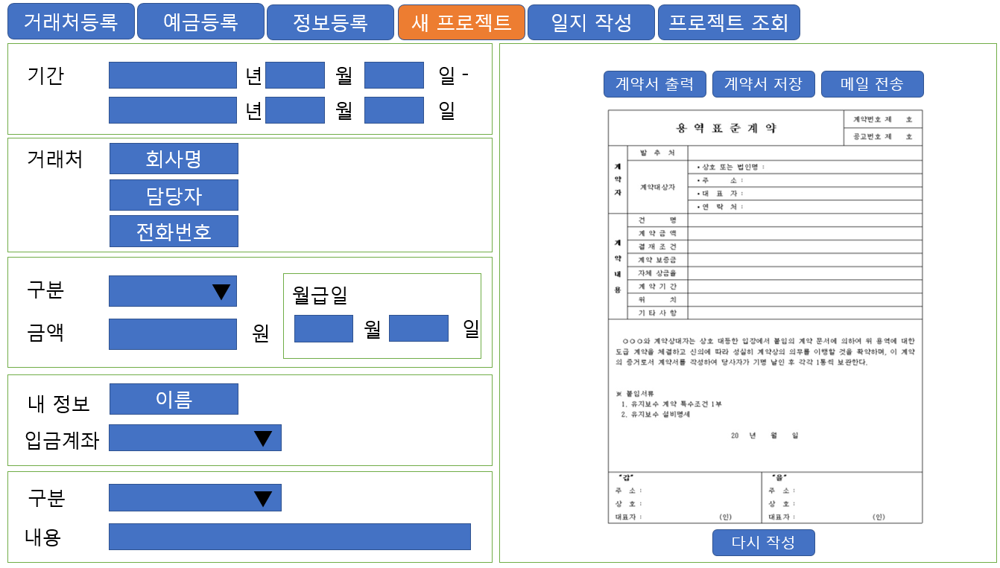 거래처등록 예금등록 정보등록 새 프로젝트 일지 작성 프로젝트 조회
기간 년 월 일 -
년 월 일
거래처 회사명
담당자
전화번호
구분
금액 원
월급일
월 일
내 정보 이름
입금계좌
구분
내용
계약서 출력 계약서 저장 메일 전송
용 역 표 준 계 약
계약번호 제 호
공고번호 제 호
계약자
발 주 처
계약대상자
• 상호 또는 법인명 :
• 주 소 :
• 대 표 자 :
• 연 락 처 :
계약내용
건 명
계 약 금 액
결 재 조 건
계약 보증금
자체 상금율
계 약 기 간
위 치
기 타 사 항
○○○와 계약상대자는 상호 대등한 입장에서 붙임의 계약 문서에 의하여 위 용역에 대한
도급 계약을 체결하고 신의에 따라 성실히 계약상의 의무를 이행할 것을 확약하며, 이 계약
의 증거로서 계약서를 작성하여 당사자가 기명 날인 후 각각 1통씩 보관한다.
※ 붙임서류
1. 유지보수 계약 특수조건 1부
2. 유지보수 설비명세
20 년 월 일
"갑"
주 소 :
상 호 :
대표자 : (인)
"을"
주 소 :
상 호 :
대표자 : (인)
다시 작성